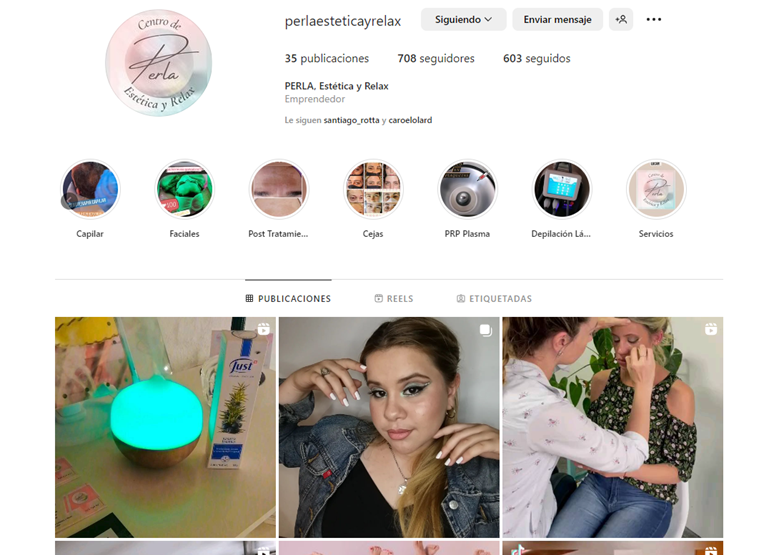 perlaesteticayrelax
Siguiendo
Enviar mensaje
Centro de
Perla
Estética y Relax
35 publicaciones
708 seguidores
603 seguidos
PERLA, Estética y Relax
Emprendedor
Le siguen santiago_rotta y caroelolard
Capilar
Faciales
Post Tratamie...
Cejas
PRP Plasma
Depilación Lá...
Servicios
PUBLICACIONES
REELS
ETIQUETADAS
Just